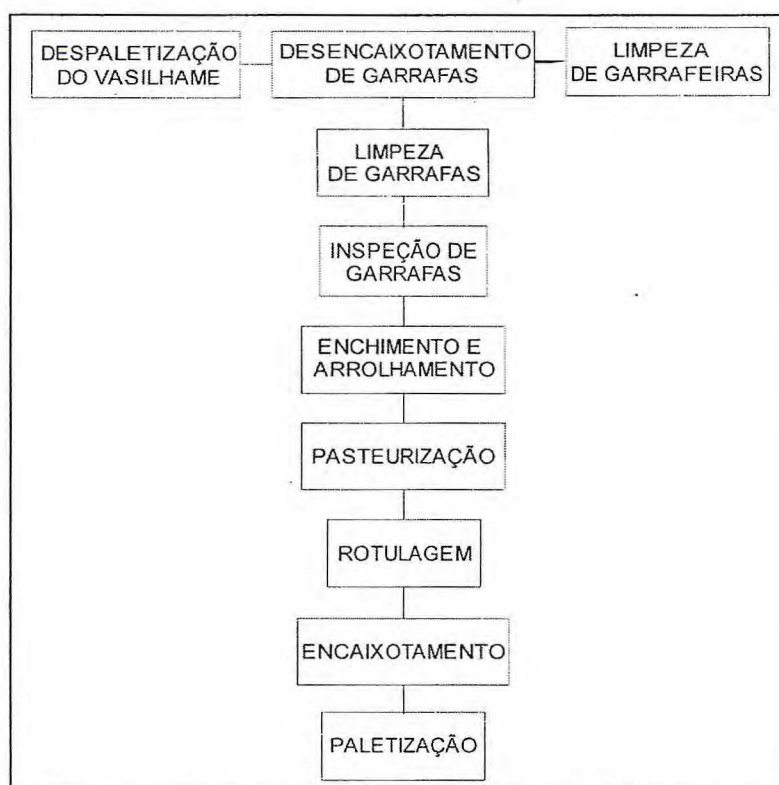 DESPALETIZAÇÃO
DO VASILHAME
DESENCAIXOTAMENTO
DE GARRAFAS
LIMPEZA
DE GARRAFEIRAS
LIMPEZA
DE GARRAFAS
INSPEÇÃO DE
GARRAFAS
ENCHIMENTO E
ARROLHAMENTO
PASTEURIZAÇÃO
ROTULAGEM
ENCAIXOTAMENTO
PALETIZAÇÃO